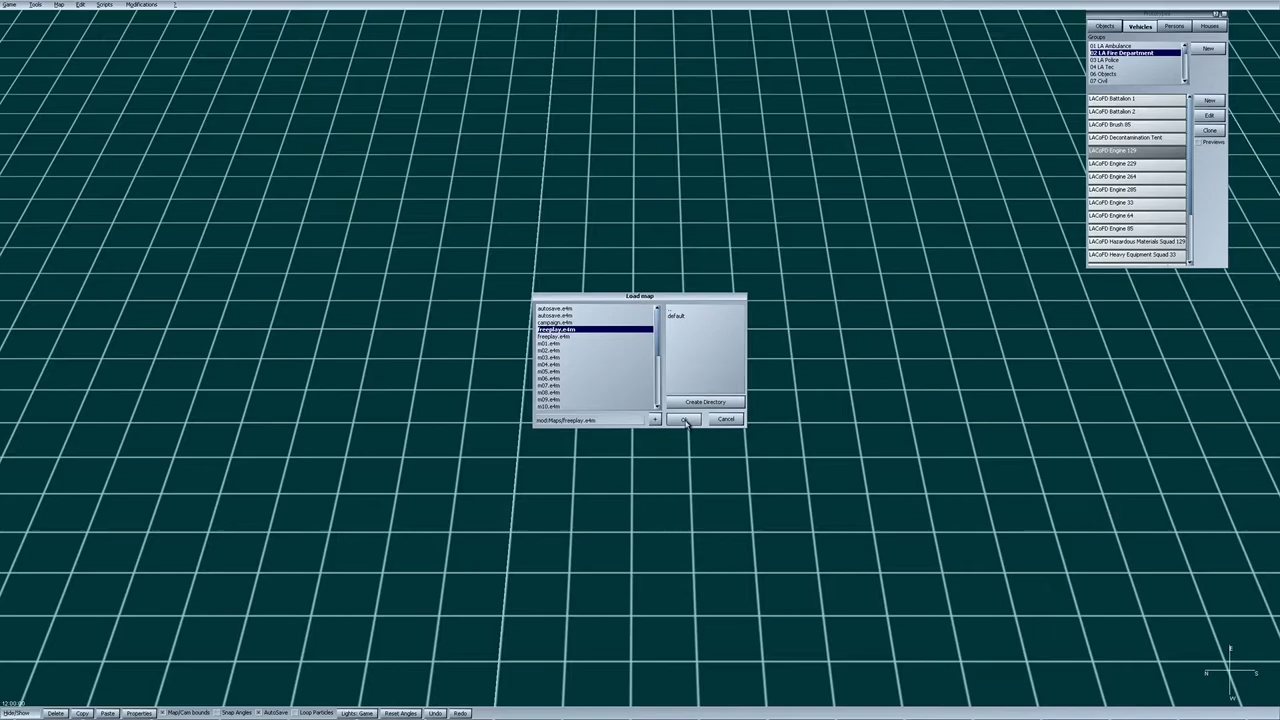 Game Tools Map Edit Scripts Modifications ?
Objects Vehicles Persons Houses
Groups
01 LA Ambulance
02 LA Fire Department
03 LA Police
04 LA Tec
06 Objects
07 Civil
New
LACoFD Battalion 1
LACoFD Battalion 2
LACoFD Brush 85
LACoFD Decontamination Tent
LACoFD Engine 129
LACoFD Engine 229
LACoFD Engine 264
LACoFD Engine 285
LACoFD Engine 33
LACoFD Engine 64
LACoFD Engine 85
LACoFD Hazardous Materials Squad 129
LACoFD Heavy Equipment Squad 33
New
Edit
Clone
Previews
Load map
autosave.e4m
autosave.e4m
campaign.e4m
freeplay.e4m
freeplay.e4m
m01.e4m
m02.e4m
m03.e4m
m04.e4m
m05.e4m
m06.e4m
m07.e4m
m08.e4m
m09.e4m
m10.e4m
..
default
Create Directory
mod:Maps/freeplay.e4m + Cancel
E
N S
W
12:00:00
Hide/Show Delete Copy Paste Properties Map/Cam bounds Snap Angles AutoSave Loop Particles Lights: Game Reset Angles Undo Redo